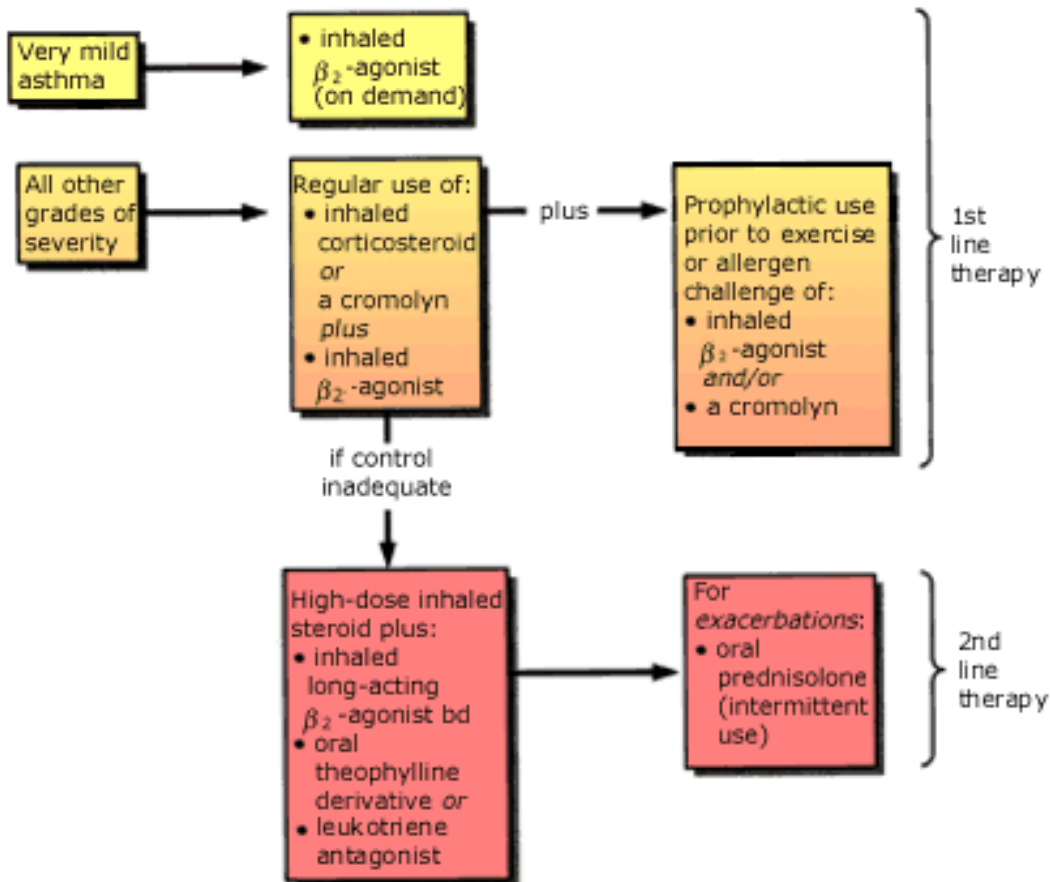 Very mild
asthma
• inhaled
β₂-agonist
(on demand)
All other
grades of
severity
Regular use of:
• inhaled
corticosteroid
or
a cromolyn
plus
• inhaled
β₂-agonist
plus
Prophylactic use
prior to exercise
or allergen
challenge of:
• inhaled
β₂-agonist
and/or
• a cromolyn
1st
line
therapy
if control
inadequate
High-dose inhaled
steroid plus:
• inhaled
long-acting
β₂-agonist bd
• oral
theophylline
derivative or
• leukotriene
antagonist
For
exacerbations:
• oral
prednisolone
(intermittent
use)
2nd
line
therapy